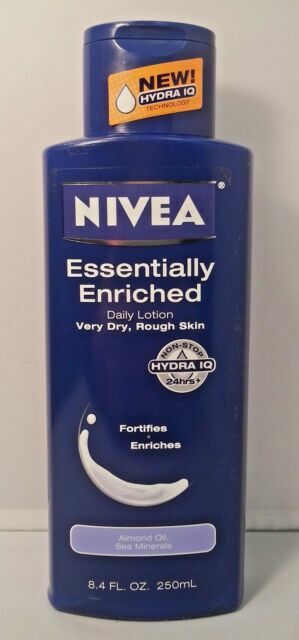 NEW!
HYDRA IQ
TECHNOLOGY
NIVEA®
Essentially
Enriched
Daily Lotion
Very Dry, Rough Skin
NON-STOP
HYDRA IQ
24hrs+
Fortifies
Enriches
Almond Oil,
Sea Minerals
8.4 FL. OZ. 250mL